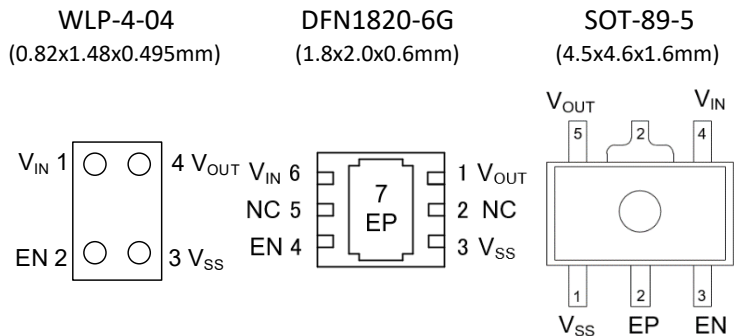 WLP-4-04 DFN1820-6G SOT-89-5
(0.82x1.48x0.495mm) (1.8x2.0x0.6mm) (4.5x4.6x1.6mm)
VOUT VIN
5 2 4
VIN 1 4 VOUT VIN 6 1 VOUT
NC 5 7 2 NC
EP
EN 2 3 VSS EN 4 3 VSS
1 2 3
VSS EP EN